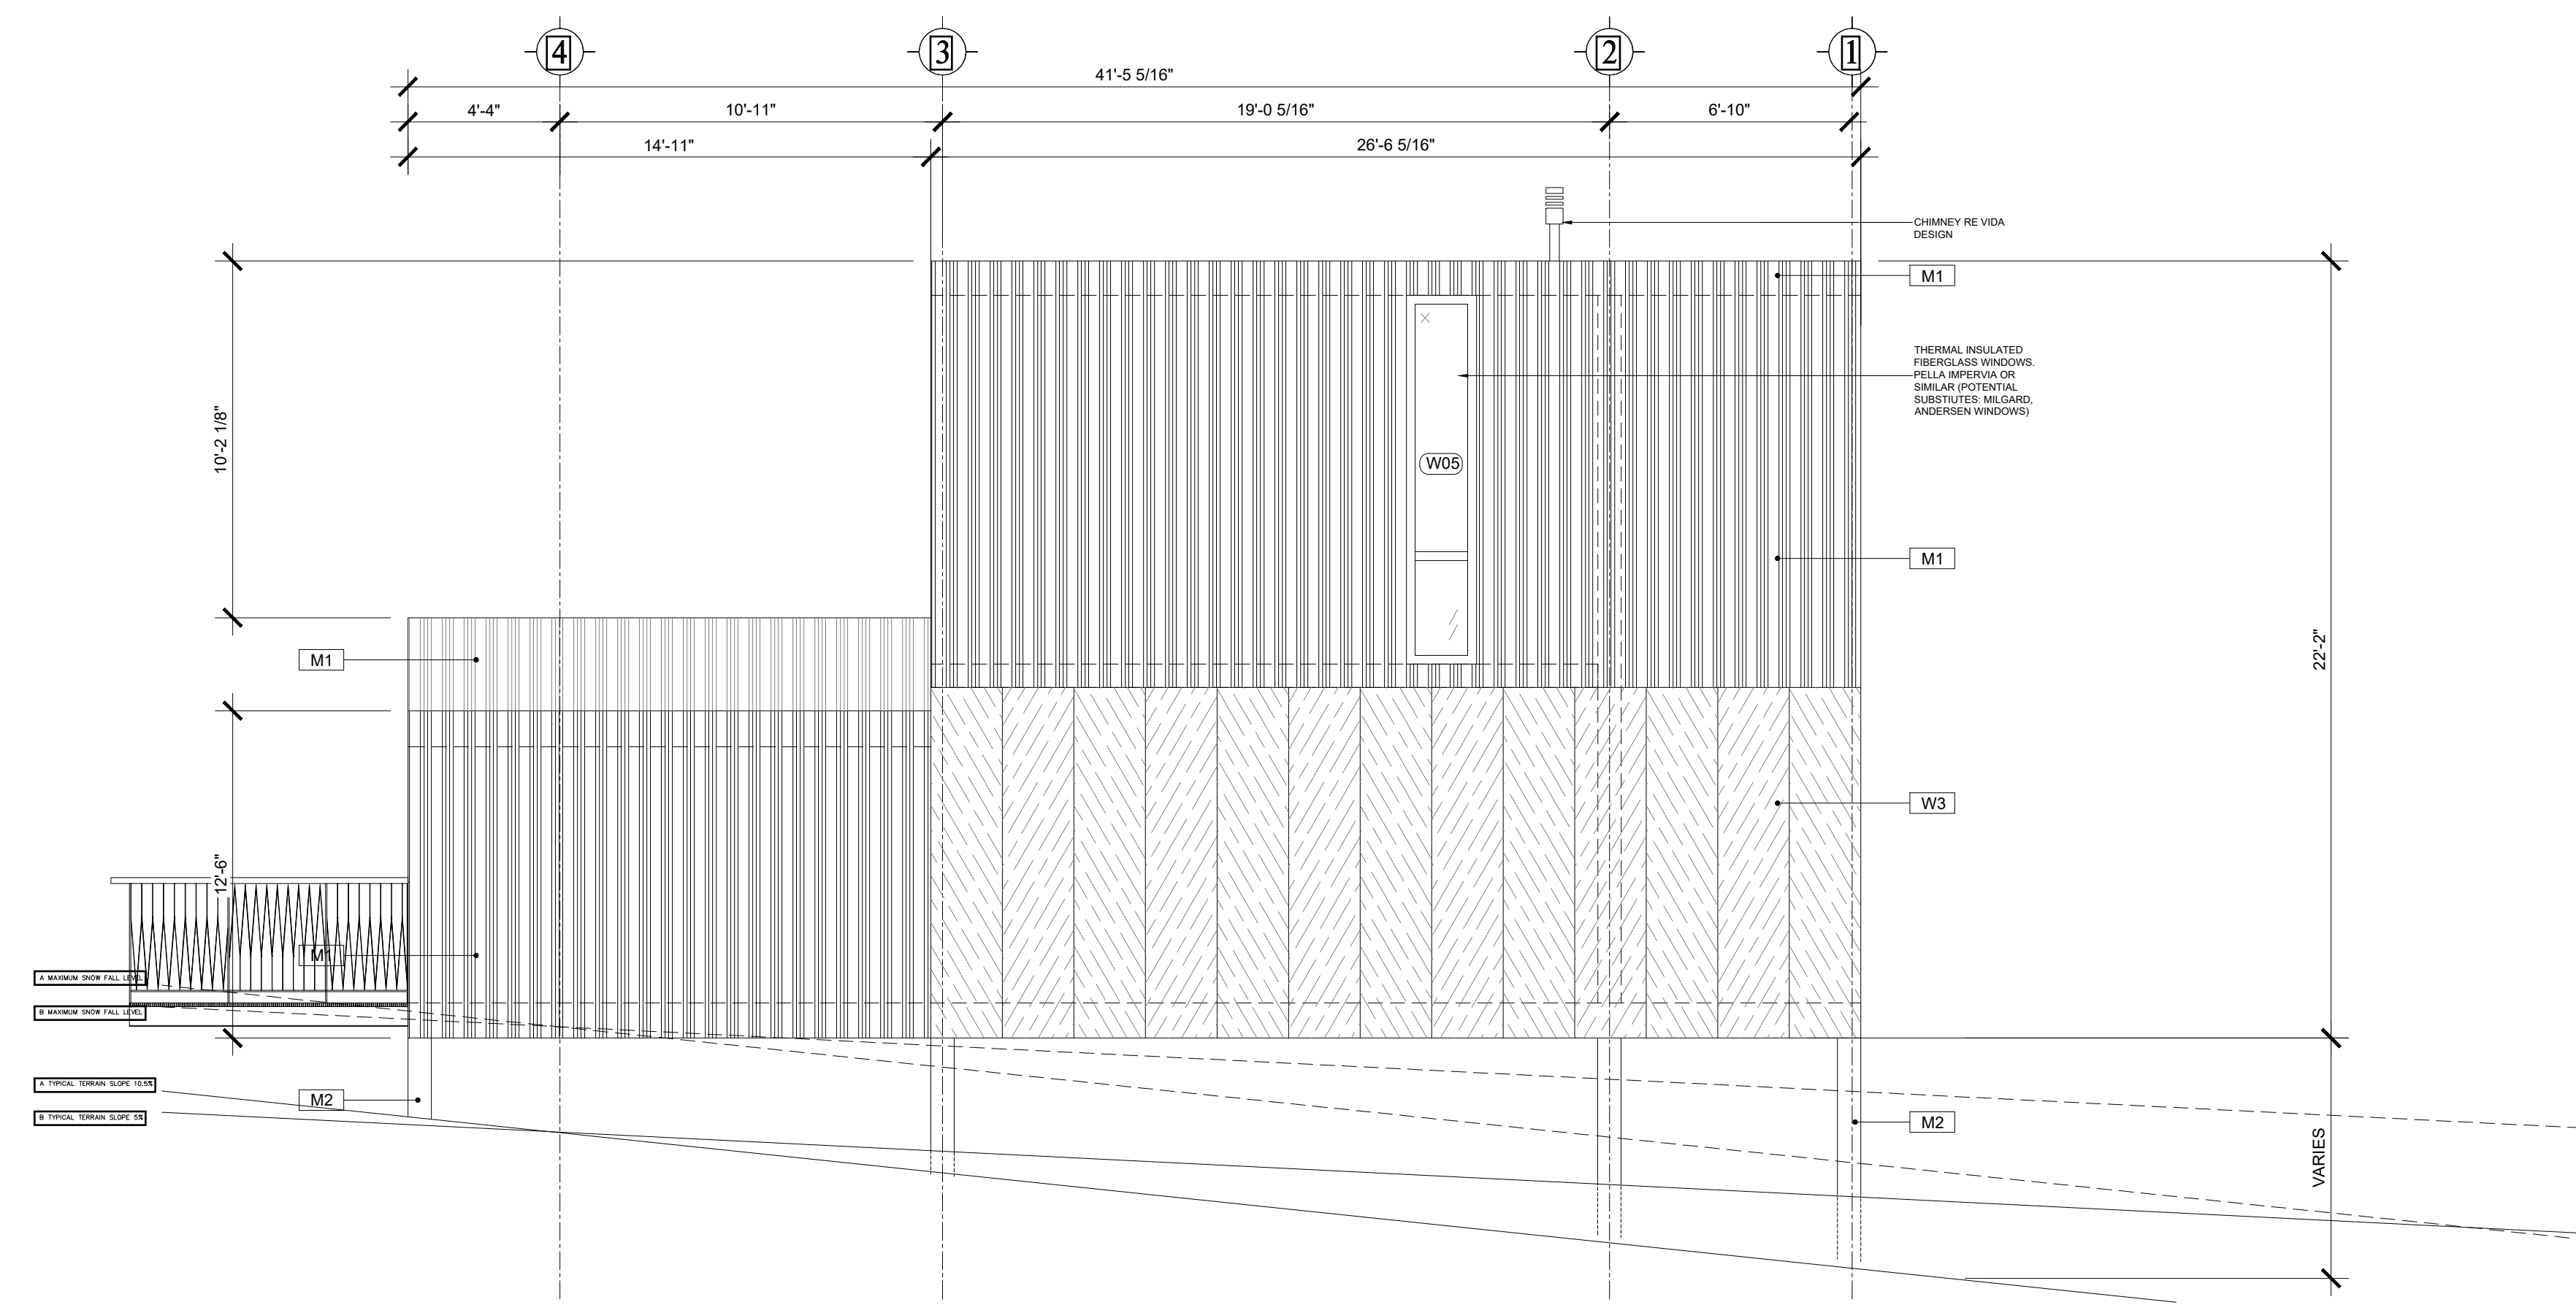 4
3
2
1
41'-5 5/16"
4'-4"
10'-11"
19'-0 5/16"
6'-10"
14'-11"
26'-6 5/16"
CHIMNEY RE VIDA
DESIGN
M1
THERMAL INSULATED
FIBERGLASS WINDOWS.
PELLA IMPERVIA OR
SIMILAR (POTENTIAL
SUBSTIUTES: MILGARD,
ANDERSEN WINDOWS)
10'-2 1/8"
W05
M1
M1
22'-2"
W3
12'-6"
M1
A MAXIMUM SNOW FALL LEVEL
B MAXIMUM SNOW FALL LEVEL
A TYPICAL TERRAIN SLOPE 10.5%
B TYPICAL TERRAIN SLOPE 5%
M2
M2
VARIES